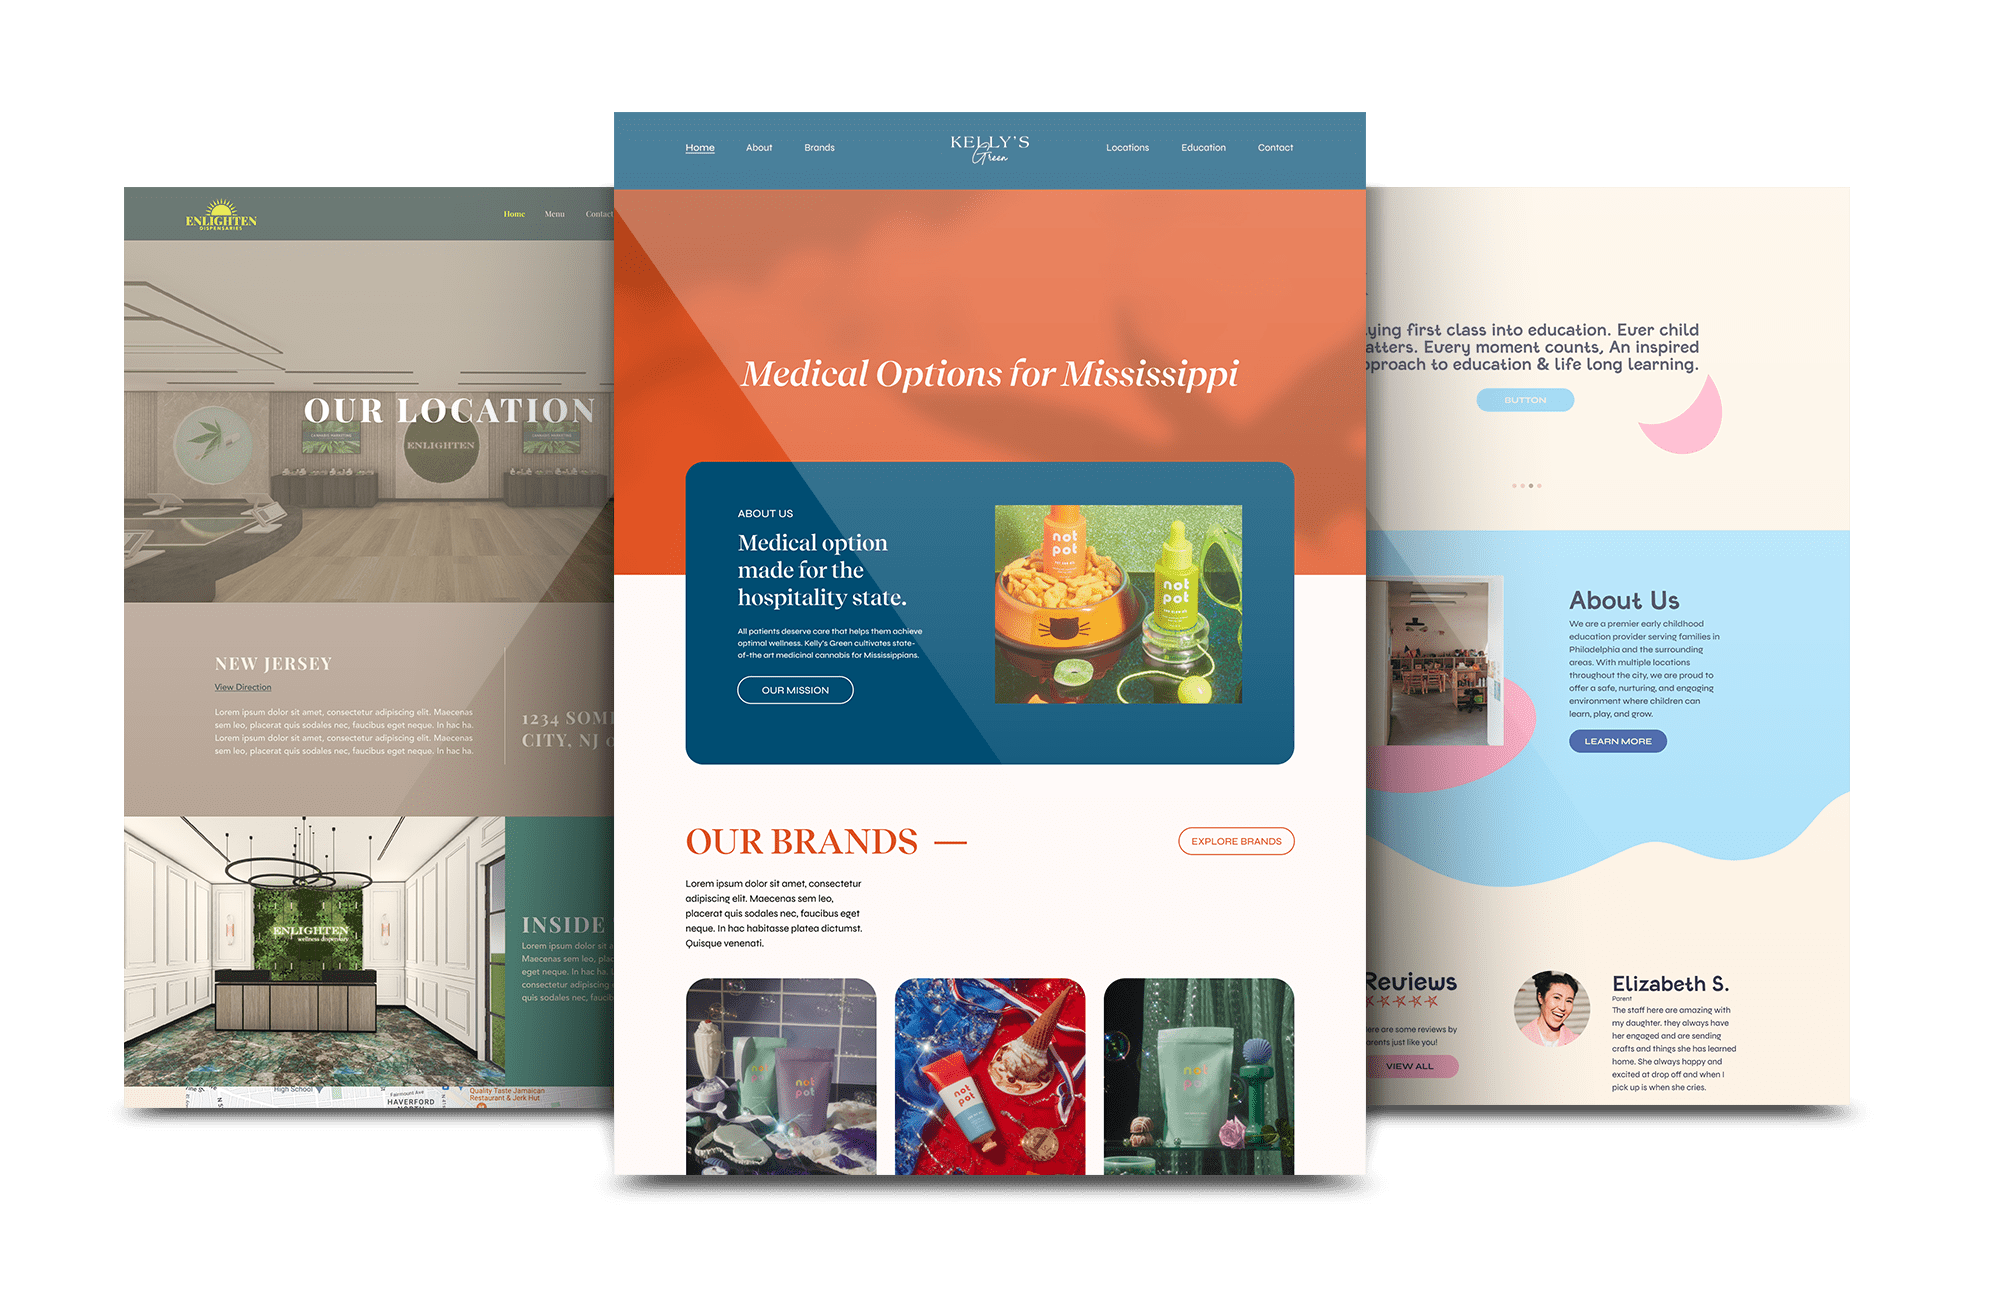 ENLIGHTEN
DISPENSARIES
Home Menu Contact
OUR LOCATION
ENLIGHTEN
NEW JERSEY
View Direction
Lorem ipsum dolor sit amet, consectetur adipiscing elit. Maecenas
sem leo, placerat quis sodales nec, faucibus eget neque. In hac ha.
Lorem ipsum dolor sit amet, consectetur adipiscing elit. Maecenas
sem leo, placerat quis sodales nec, faucibus eget neque. In hac ha.
1234 SOM
CITY, NJ 0
ENLIGHTEN
wellness dispensary
INSIDE
Lorem ipsum dolor sit a
Maecenas sem leo, plac
eget neque. In hac ha. L
consectetur adipiscing
quis sodales nec, faucib
High School
Fairmount Ave
HAVERFORD
NORTH
Quality Taste Jamaican
Restaurant & Jerk Hut
Home About Brands
KELLY'S
Green
Locations Education Contact
Medical Options for Mississippi
ABOUT US
Medical option
made for the
hospitality state.
All patients deserve care that helps them achieve
optimal wellness. Kelly's Green cultivates state-
of-the art medicinal cannabis for Mississippians.
OUR MISSION
not
pot
not
pot
OUR BRANDS —
EXPLORE BRANDS
Lorem ipsum dolor sit amet, consectetur
adipiscing elit. Maecenas sem leo,
placerat quis sodales nec, faucibus eget
neque. In hac habitasse platea dictumst.
Quisque venenati.
not
pot
not
pot
not
pot
ying first class into education. Ever child
atters. Every moment counts, An inspired
proach to education & life long learning.
BUTTON
About Us
We are a premier early childhood
education provider serving families in
Philadelphia and the surrounding
areas. With multiple locations
throughout the city, we are proud to
offer a safe, nurturing, and engaging
environment where children can
learn, play, and grow.
LEARN MORE
Reviews
ere are some reviews by
arents just like you!
VIEW ALL
Elizabeth S.
Parent
The staff here are amazing with
my daughter. they always have
her engaged and are sending
crafts and things she has learned
home. She always happy and
excited at drop off and when I
pick up is when she cries.